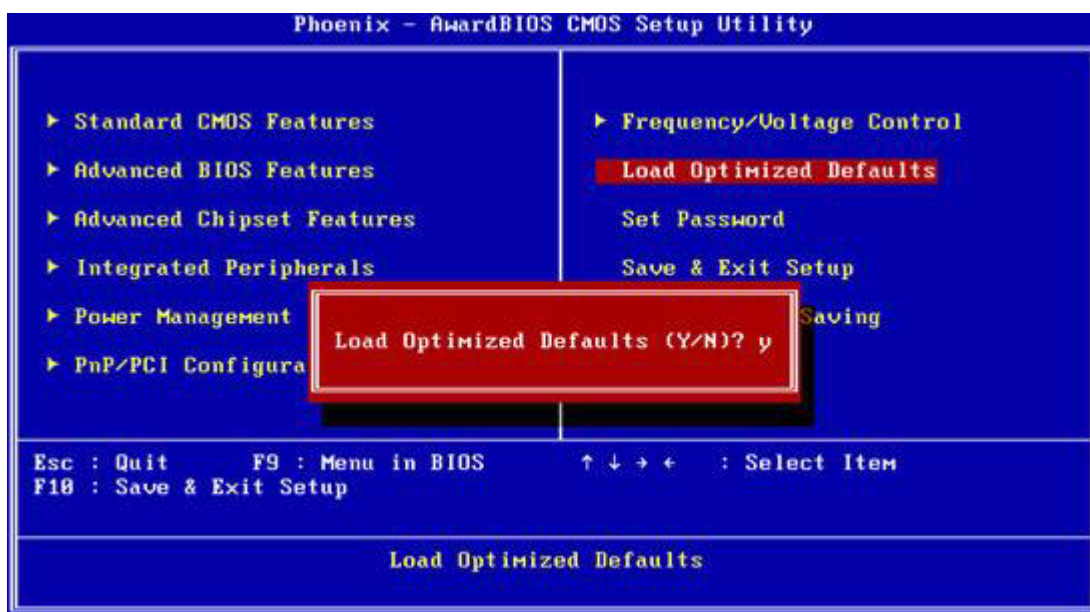 Phoenix - AwardBIOS CMOS Setup Utility
▶ Standard CMOS Features
▶ Advanced BIOS Features
▶ Advanced Chipset Features
▶ Integrated Peripherals
▶ Power Management
▶ PnP/PCI Configura
▶ Frequency/Voltage Control
Load Optimized Defaults
Set Password
Save & Exit Setup
Saving
Load Optimized Defaults (Y/N)? y
Esc : Quit F9 : Menu in BIOS ↑ ↓ → ← : Select Item
F10 : Save & Exit Setup
Load Optimized Defaults